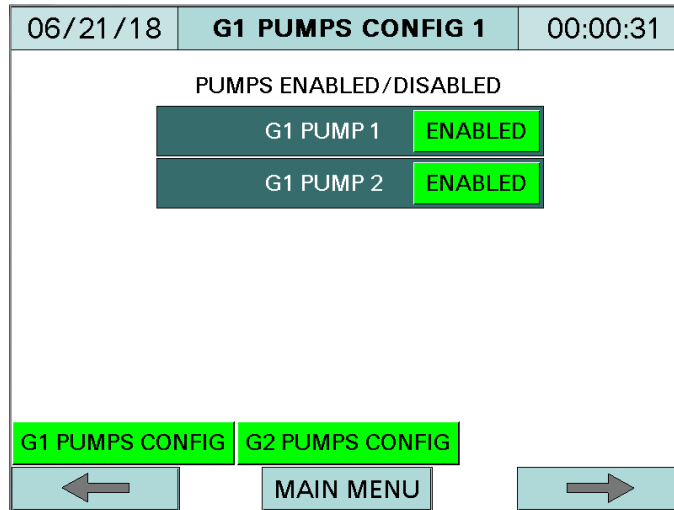 06/21/18 G1 PUMPS CONFIG 1 00:00:31
PUMPS ENABLED/DISABLED
G1 PUMP 1 ENABLED
G1 PUMP 2 ENABLED
G1 PUMPS CONFIG G2 PUMPS CONFIG
MAIN MENU